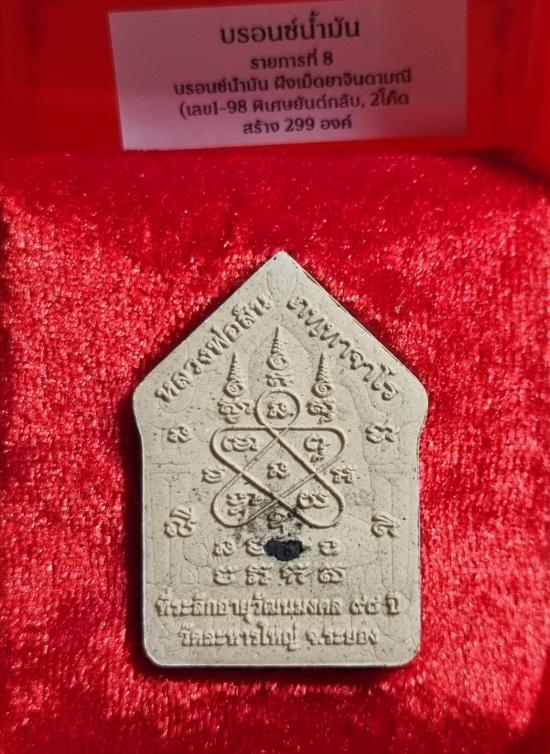 บรอนซ์น้ำมัน
รายการที่ 8
บรอนซ์น้ำมัน ฝังเม็ดยาจินดามณี
(เลข1-98 พิเศษยันต์กลับ, 2โค๊ด
สร้าง 299 องค์
หลวงพ่อสิน ภทฺทาจาโร
ที่ระลึกอายุวัฒนมงคล ๙๔ ปี
วัดละหารใหญ่ จ.ระยอง